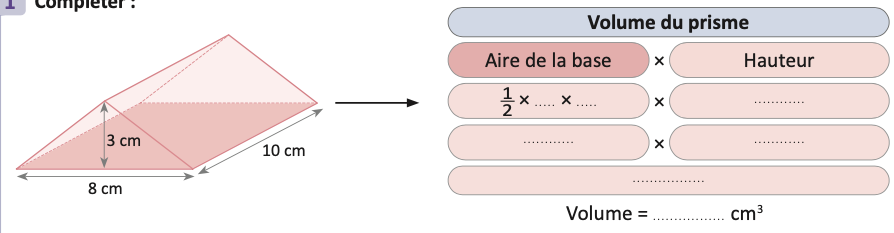 1 Compléter :
Volume du prisme
Aire de la base × Hauteur
1/2 × ..... × ..... × ............
............ × ............
.................
Volume = ................. cm³
3 cm
10 cm
8 cm